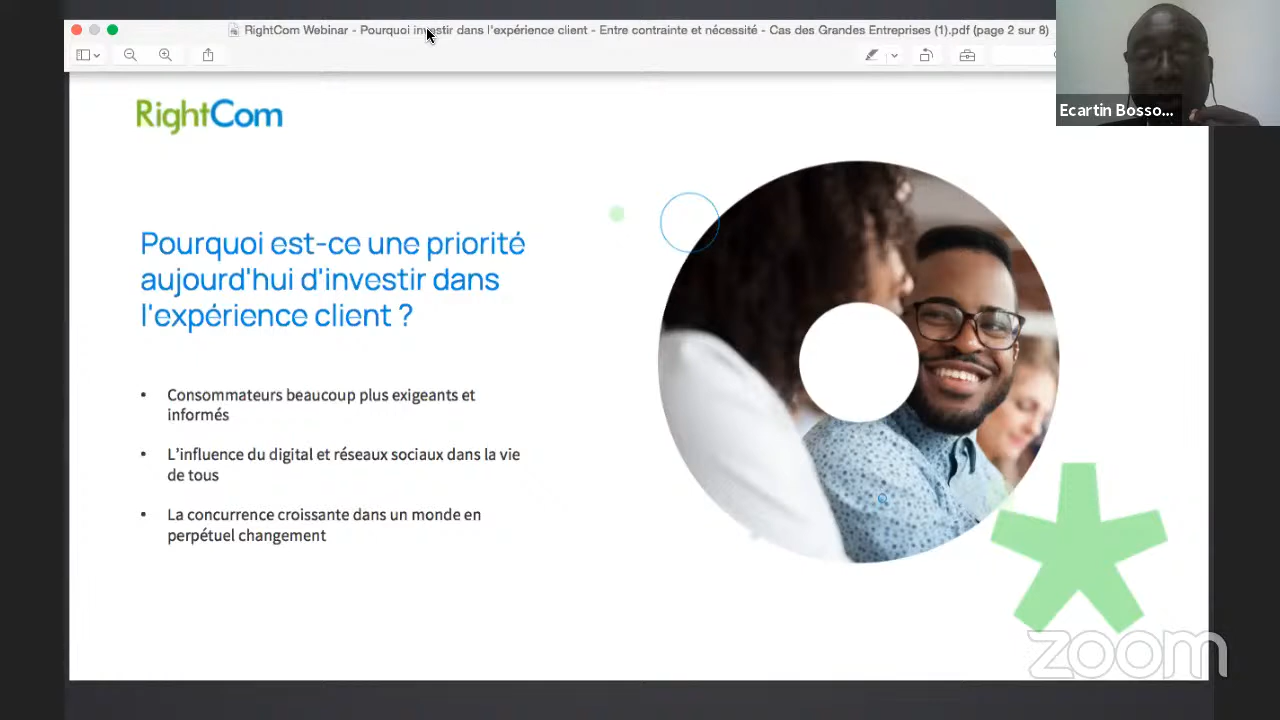 RightCom Webinar - Pourquoi investir dans l'expérience client - Entre contrainte et nécessité - Cas des Grandes Entreprises (1).pdf (page 2 sur 8)
Ecartin Bosso...
RightCom
Pourquoi est-ce une priorité
aujourd'hui d'investir dans
l'expérience client ?
• Consommateurs beaucoup plus exigeants et
informés
• L’influence du digital et réseaux sociaux dans la vie
de tous
• La concurrence croissante dans un monde en
perpétuel changement
zoom